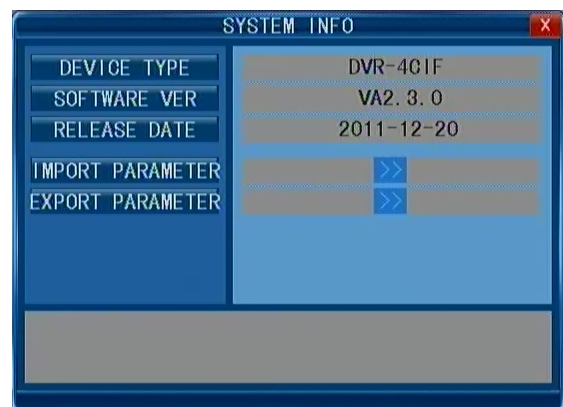 SYSTEM INFO
X
DEVICE TYPE DVR-4CIF
SOFTWARE VER VA2.3.0
RELEASE DATE 2011-12-20
IMPORT PARAMETER >>
EXPORT PARAMETER >>